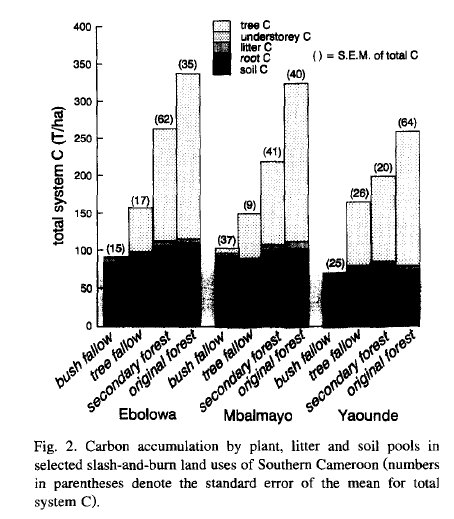 400
350
300
250
200
150
100
50
0
total system C (T/ha)
tree C
understorey C
litter C
root C
soil C
( ) = S.E.M. of total C
(15)
(17)
(62)
(35)
(37)
(9)
(41)
(40)
(25)
(26)
(20)
(64)
bush fallow
tree fallow
secondary forest
original forest
bush fallow
tree fallow
secondary forest
original forest
bush fallow
tree fallow
secondary forest
original forest
Ebolowa
Mbalmayo
Yaounde
Fig. 2. Carbon accumulation by plant, litter and soil pools in
selected slash-and-burn land uses of Southern Cameroon (numbers
in parentheses denote the standard error of the mean for total
system C).